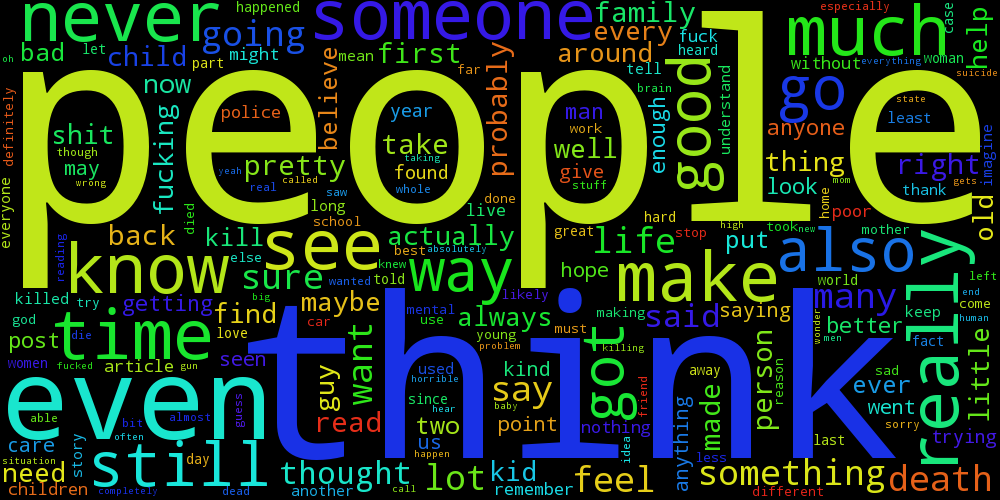 happened
especially
never
someone
family
much
case
help
going
every
fuck
bad
let
might
mean
first
around
heard
without
everything
woman
oh
child
part
far
tell
suicide
people
now
believe
probably
brain
good
go
definitely
police
year
man
enough
understand
state
least
shit
fucking
take
work
well
anyone
though
may
pretty
taking
found
give
thing
right
imagine
wrong
yeah
real
called
saw
whole
stuff
look
thank
mom
gets
everyone
died
long
live
done
home
poor
old
school
hard
high
took
new
back
kill
see
actually
great
stop
put
also
mother
else
best
absolutely
life
know
sure
way
knew
hope
make
really
reading
wanted
told
world
left
killed
try
getting
big
likely
many
come
end
god
find
maybe
mental
making
said
saying
better
keep
human
time
love
car
use
always
must
wonder
men
fact
post
die
want
young
got
killing
think
women
fucked
article
gun
seen
problem
person
reason
guy
used
kind
away
sad
little
horrible
even
say
friend
made
ever
able
bit
almost
guess
read
since
baby
went
sorry
hear
two
point
nothing
anything
care
story
often
us
idea
last
trying
situation
still
day
happen
less
need
thought
lot
kid
feel
something
death
children
completely
dead
another
call
remember
different